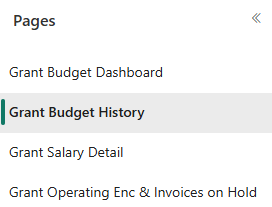 Pages
Grant Budget Dashboard
Grant Budget History
Grant Salary Detail
Grant Operating Enc & Invoices on Hold